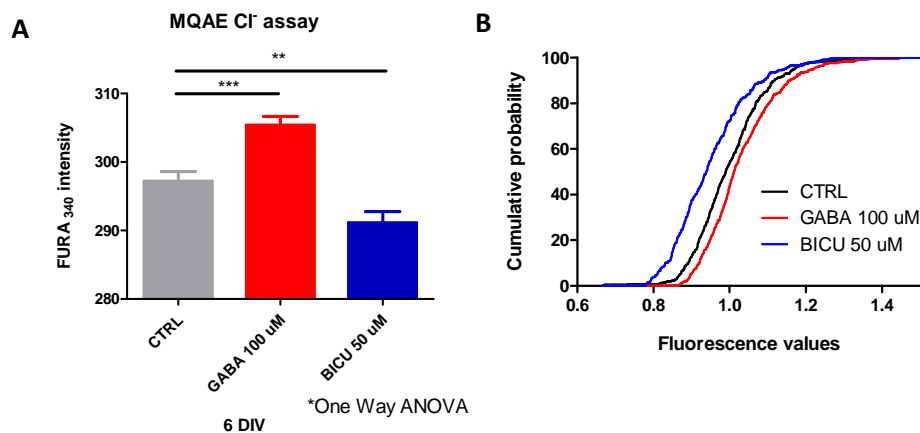 A
MQAE Cl- assay
**
***
310
300
290
280
FURA 340 intensity
CTRL
GABA 100 uM
BICU 50 uM
*One Way ANOVA
6 DIV
B
100
80
60
40
20
0
Cumulative probability
CTRL
GABA 100 uM
BICU 50 uM
0.6 0.8 1.0 1.2 1.4
Fluorescence values